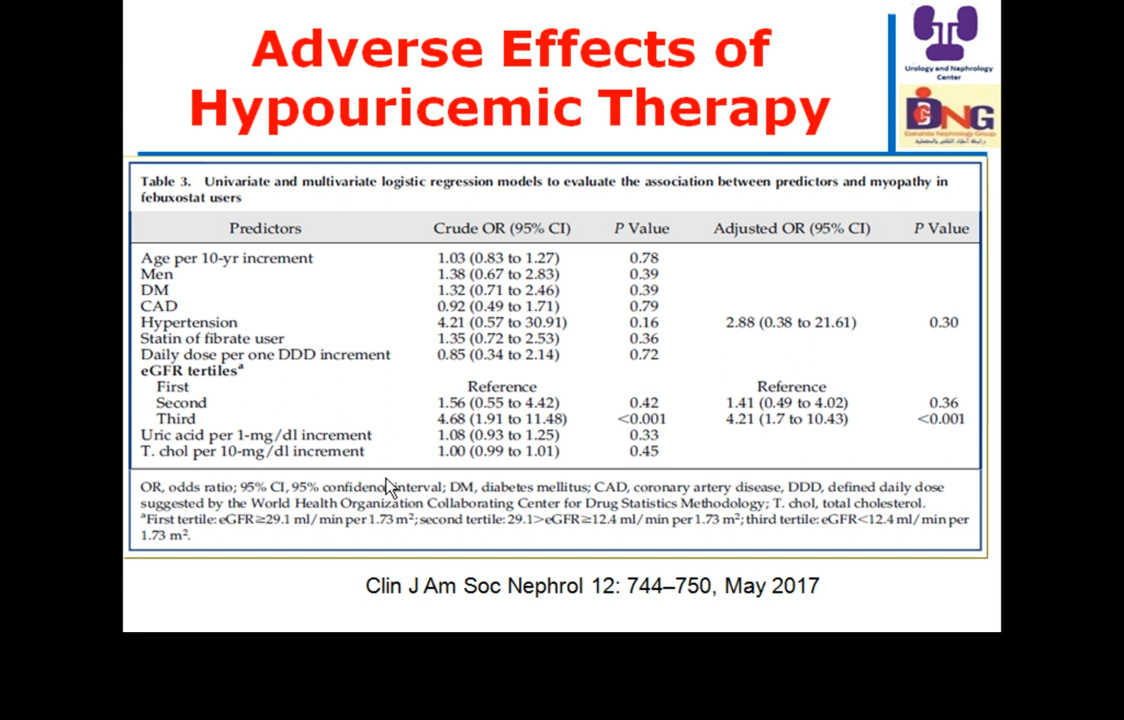 Adverse Effects of
Hypouricemic Therapy
Urology and Nephrology
Center
DNG
Dakahlia Nephrology Group
Table 3. Univariate and multivariate logistic regression models to evaluate the association between predictors and myopathy in
febuxostat users
Predictors Crude OR (95% CI) P Value Adjusted OR (95% CI) P Value
Age per 10-yr increment 1.03 (0.83 to 1.27) 0.78
Men 1.38 (0.67 to 2.83) 0.39
DM 1.32 (0.71 to 2.46) 0.39
CAD 0.92 (0.49 to 1.71) 0.79
Hypertension 4.21 (0.57 to 30.91) 0.16 2.88 (0.38 to 21.61) 0.30
Statin of fibrate user 1.35 (0.72 to 2.53) 0.36
Daily dose per one DDD increment 0.85 (0.34 to 2.14) 0.72
eGFR tertilesª
First Reference Reference
Second 1.56 (0.55 to 4.42) 0.42 1.41 (0.49 to 4.02) 0.36
Third 4.68 (1.91 to 11.48) <0.001 4.21 (1.7 to 10.43) <0.001
Uric acid per 1-mg/dl increment 1.08 (0.93 to 1.25) 0.33
T. chol per 10-mg/dl increment 1.00 (0.99 to 1.01) 0.45
OR, odds ratio; 95% CI, 95% confidence interval; DM, diabetes mellitus; CAD, coronary artery disease, DDD, defined daily dose
suggested by the World Health Organization Collaborating Center for Drug Statistics Methodology; T. chol, total cholesterol.
ªFirst tertile: eGFR≥29.1 ml/min per 1.73 m²; second tertile: 29.1>eGFR≥12.4 ml/min per 1.73 m²; third tertile: eGFR<12.4 ml/min per
1.73 m².
Clin J Am Soc Nephrol 12: 744–750, May 2017